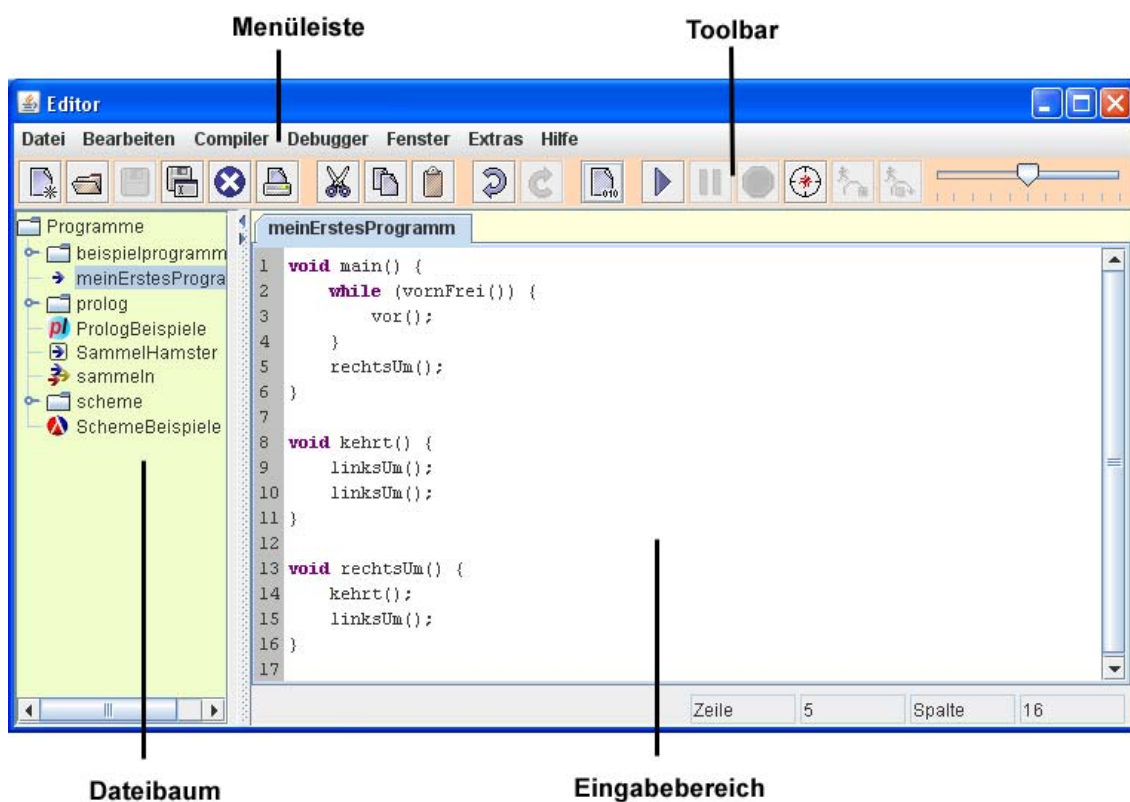 Menüleiste
Toolbar
Editor
Datei Bearbeiten Compiler Debugger Fenster Extras Hilfe
010
Programme
beispielprogramm
meinErstesProgra
prolog
PrologBeispiele
SammelHamster
sammeln
scheme
SchemeBeispiele
meinErstesProgramm
1 void main() {
2 while (vornFrei()) {
3 vor();
4 }
5 rechtsUm();
6 }
7
8 void kehrt() {
9 linksUm();
10 linksUm();
11 }
12
13 void rechtsUm() {
14 kehrt();
15 linksUm();
16 }
17
Zeile 5 Spalte 16
Dateibaum
Eingabebereich